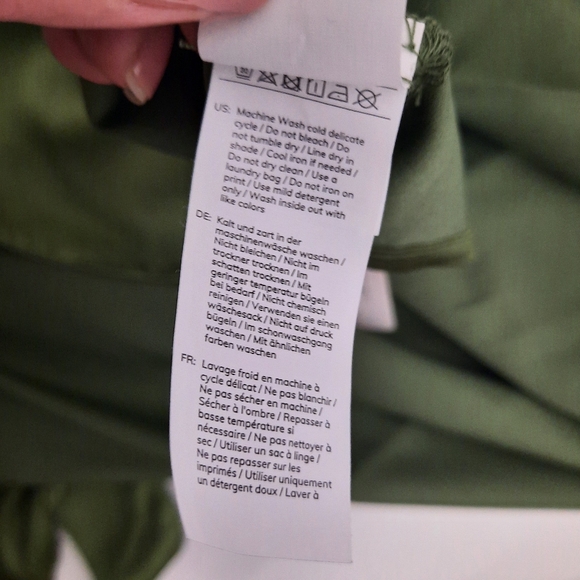 US: Machine Wash cold delicate
cycle / Do not bleach / Do
not tumble dry / Line dry in
shade / Cool iron if needed /
Do not dry clean / Use a
laundry bag / Do not iron on
print / Use mild detergent
only / Wash inside out with
like colors
DE: Kalt und zart in der
maschinenwäsche waschen /
Nicht bleichen / Nicht im
trockner trocknen / Im
schatten trocknen / Mit
geringer temperatur bügeln
bei bedarf / Nicht chemisch
reinigen / Verwenden sie einen
wäschesack / Nicht auf druck
bügeln / Im schonwaschgang
waschen / Mit ähnlichen
farben waschen
FR: Lavage froid en machine à
cycle délicat / Ne pas blanchir /
Ne pas sécher en machine /
Sécher à l'ombre / Repasser à
basse température si
nécessaire / Ne pas nettoyer à
sec / Utiliser un sac à linge /
Ne pas repasser sur les
imprimés / Utiliser uniquement
un détergent doux / Laver à